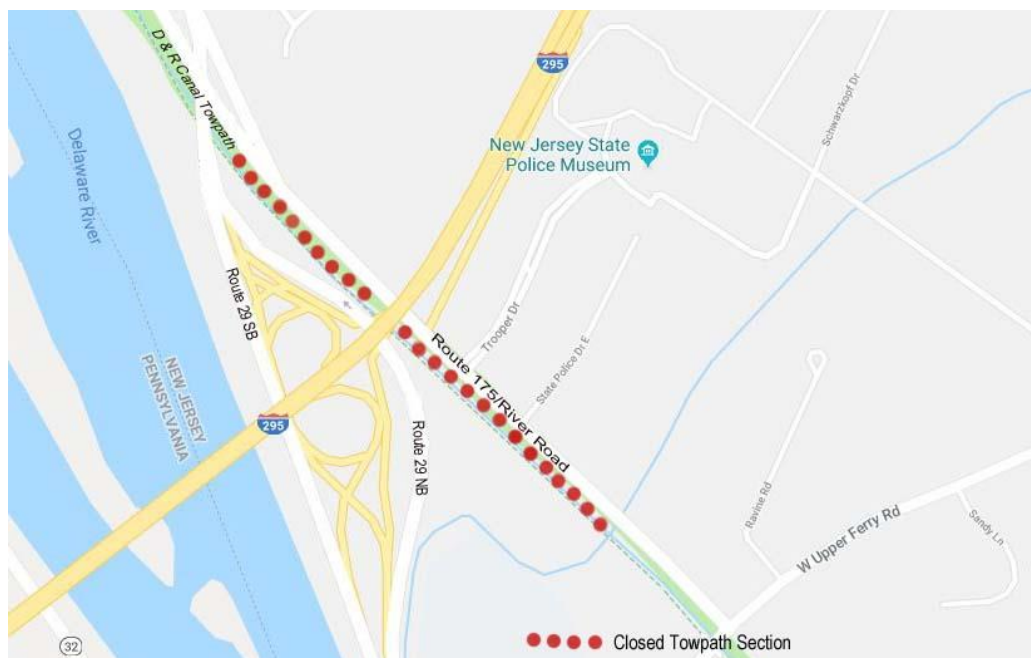 D & R Canal Towpath
295
Schwarzkopf Dr
New Jersey State
Police Museum
Delaware River
Route 29 SB
Trooper Dr
State Police Dr E
Route 175/River Road
NEW JERSEY
PENNSYLVANIA
295
Route 29 NB
Ravine Rd
W Upper Ferry Rd
Sandy Ln
32
Closed Towpath Section